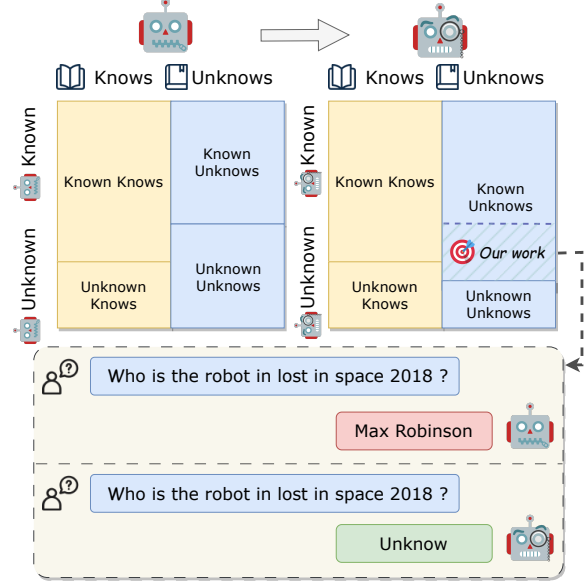 Knows
Unknows
Knows
Unknows
Known
Unknown
Known Knows
Known
Unknows
Unknown
Knows
Unknown
Unknows
Known
Unknown
Known Knows
Known
Unknows
Our work
Unknown
Knows
Unknown
Unknows
Who is the robot in lost in space 2018 ?
Max Robinson
Who is the robot in lost in space 2018 ?
Unknow